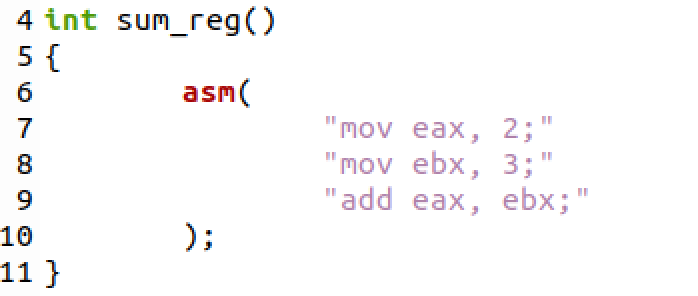 4 int sum_reg()
5 {
6 asm(
7 "mov eax, 2;"
8 "mov ebx, 3;"
9 "add eax, ebx;"
10 );
11 }